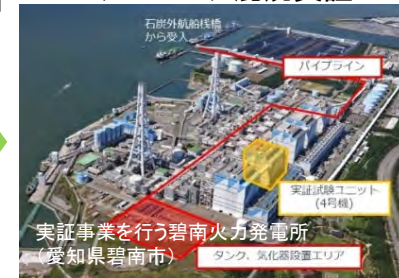 石炭外航船桟橋
から受入
パイプライン
実証試験ユニット
(4号機)
実証事業を行う碧南火力発電所
(愛知県碧南市)
タンク、気化器設置エリア